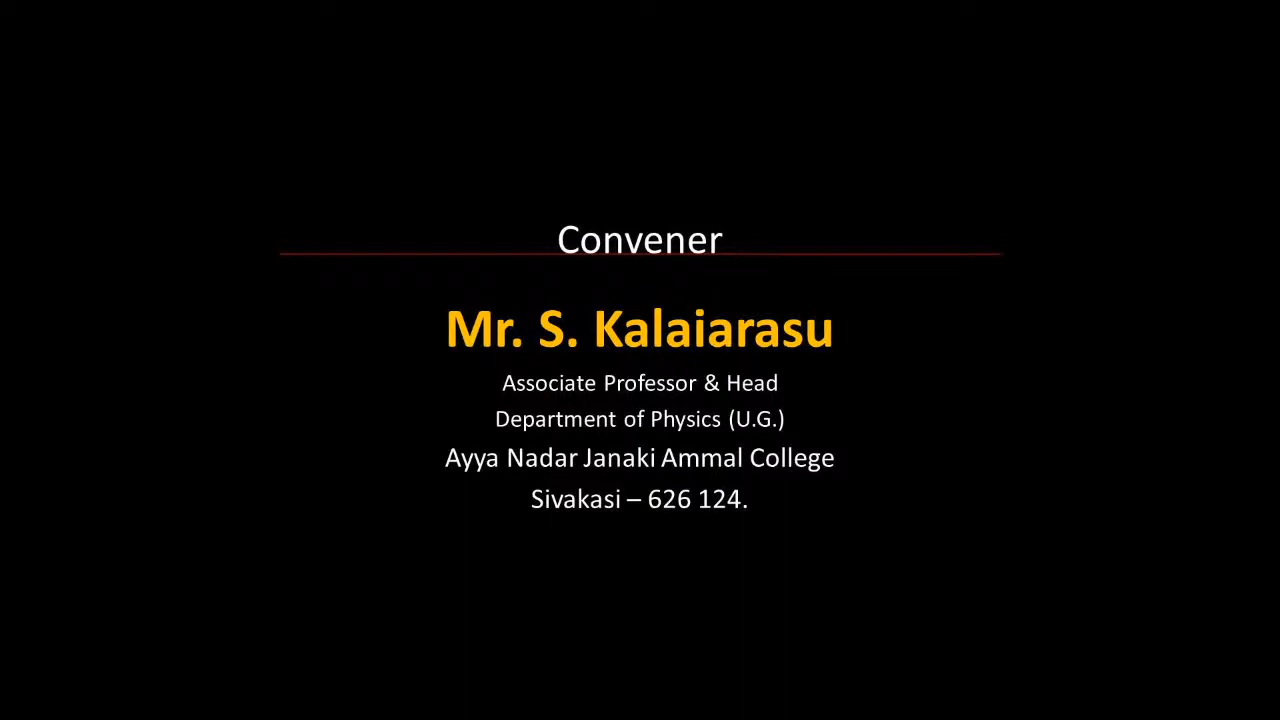 Convener
Mr. S. Kalaiarasu
Associate Professor & Head
Department of Physics (U.G.)
Ayya Nadar Janaki Ammal College
Sivakasi – 626 124.